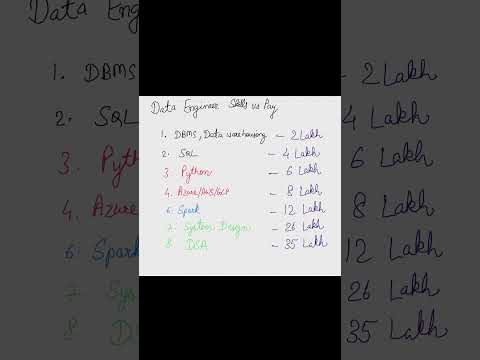 Data Engineer Skills vs Pay
1. DBMS, Data warehousing - 2 Lakh
2. SQL - 4 Lakh
3. Python - 6 Lakh
4. Azure/AWS/GCP - 8 Lakh
6. Spark - 12 Lakh
7. System Design - 26 Lakh
8 DSA - 35 Lakh